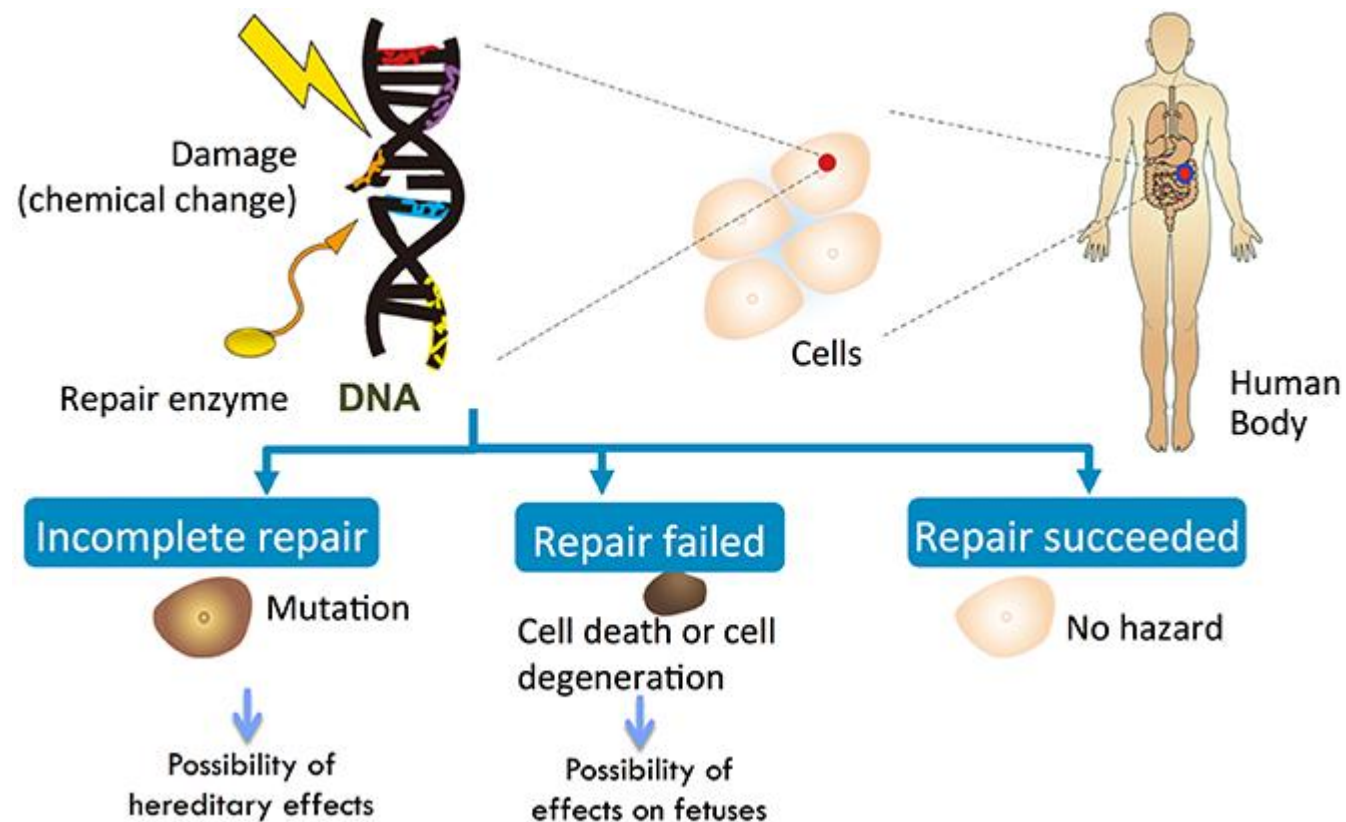 Damage
(chemical change)
Repair enzyme
DNA
Cells
Human
Body
Incomplete repair
Mutation
Possibility of
hereditary effects
Repair failed
Cell death or cell
degeneration
Possibility of
effects on fetuses
Repair succeeded
No hazard